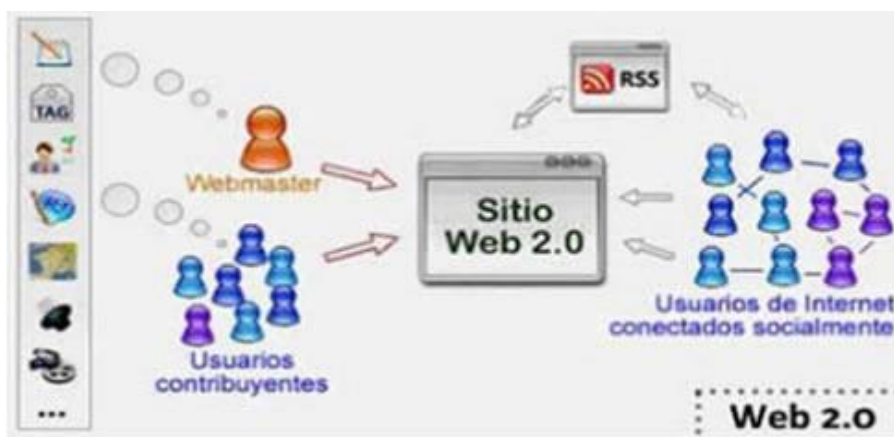 TAG
RSS
Webmaster
Sitio
Web 2.0
Usuarios
contribuyentes
Usuarios de Internet
conectados socialmente
Web 2.0